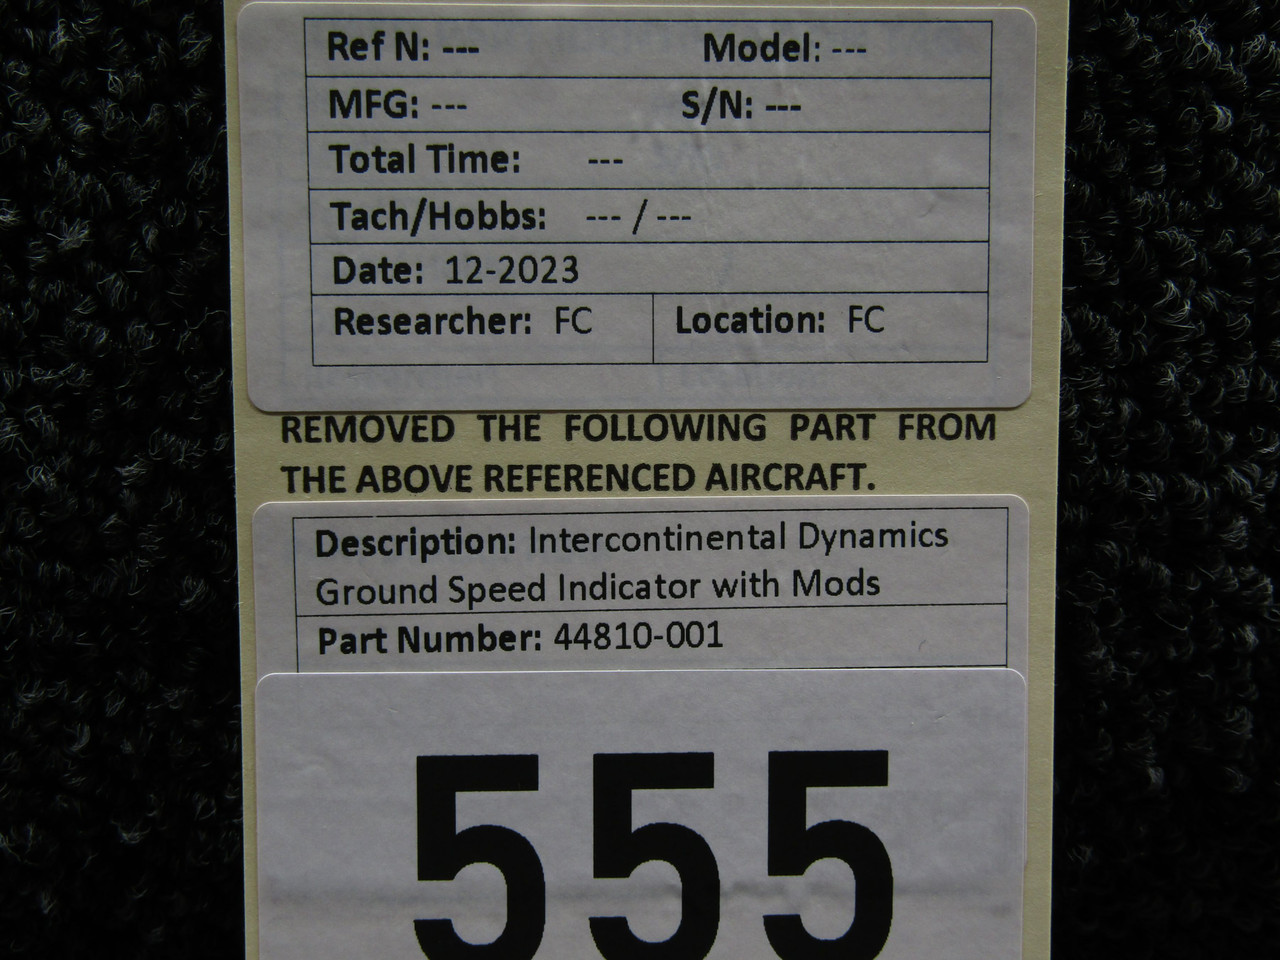 Ref N: --- Model: ---
MFG: --- S/N: ---
Total Time: ---
Tach/Hobbs: --- / ---
Date: 12-2023
Researcher: FC Location: FC
REMOVED THE FOLLOWING PART FROM
THE ABOVE REFERENCED AIRCRAFT.
Description: Intercontinental Dynamics
Ground Speed Indicator with Mods
Part Number: 44810-001
555